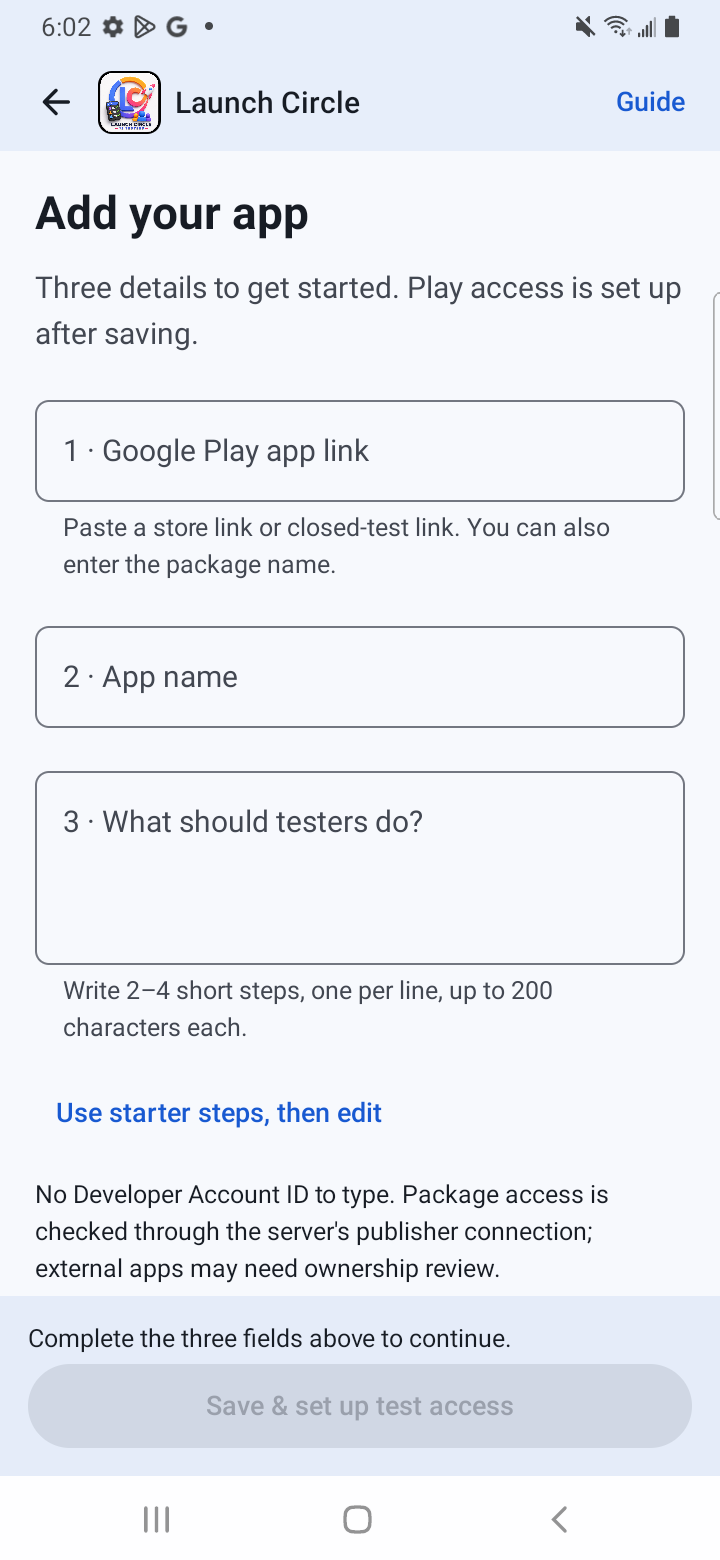 6:02
Launch Circle
Guide
Add your app
Three details to get started. Play access is set up
after saving.
1 · Google Play app link
Paste a store link or closed-test link. You can also
enter the package name.
2 · App name
3 · What should testers do?
Write 2–4 short steps, one per line, up to 200
characters each.
Use starter steps, then edit
No Developer Account ID to type. Package access is
checked through the server's publisher connection;
external apps may need ownership review.
Complete the three fields above to continue.
Save & set up test access